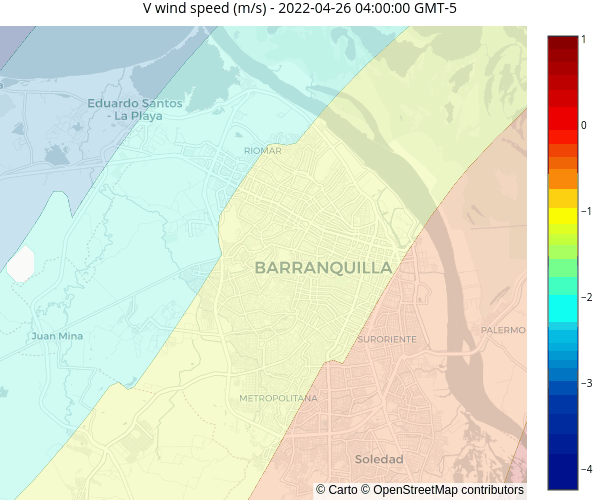 V wind speed (m/s) - 2022-04-26 04:00:00 GMT-5
1
0
−1
−2
−3
−4
Eduardo Santos
- La Playa
RIOMAR
BARRANQUILLA
Juan Mina
SURORIENTE
PALERMO
METROPOLITANA
Soledad
© Carto © OpenStreetMap contributors